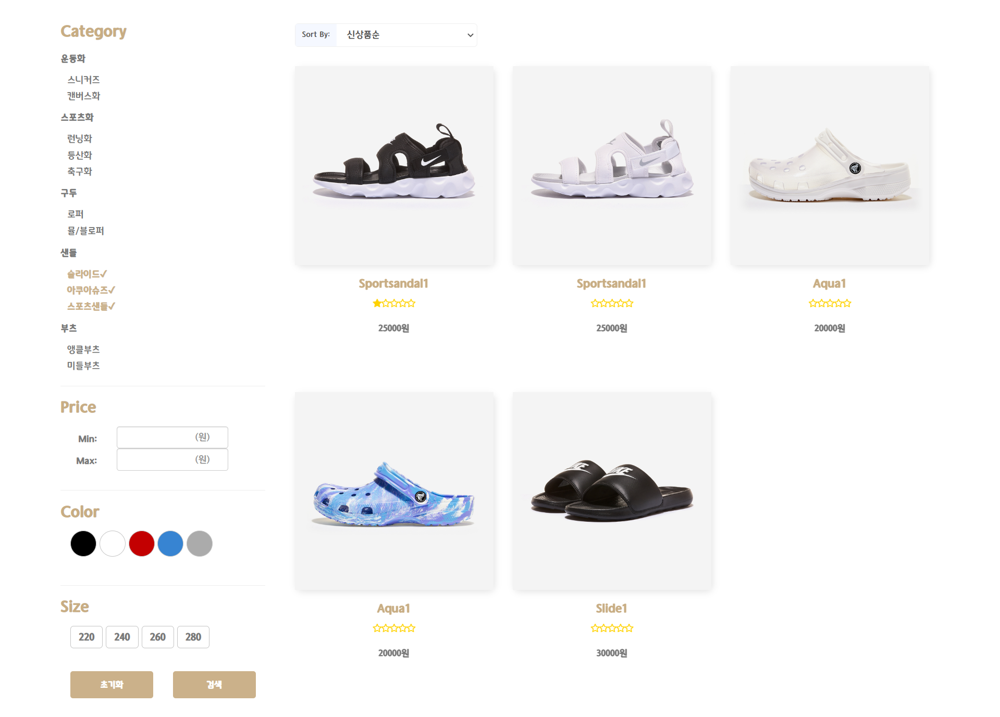 Category
운동화
스니커즈
캔버스화
스포츠화
런닝화
등산화
축구화
구두
로퍼
뮬/블로퍼
샌들
슬라이드✓
아쿠아슈즈✓
스포츠샌들✓
부츠
앵클부츠
미들부츠
Price
Min: (원)
Max: (원)
Color
Size
220 240 260 280
초기화 검색
Sort By: 신상품순
Sportsandal1
25000원
Sportsandal1
25000원
Aqua1
20000원
Aqua1
20000원
NIKE
Slide1
30000원